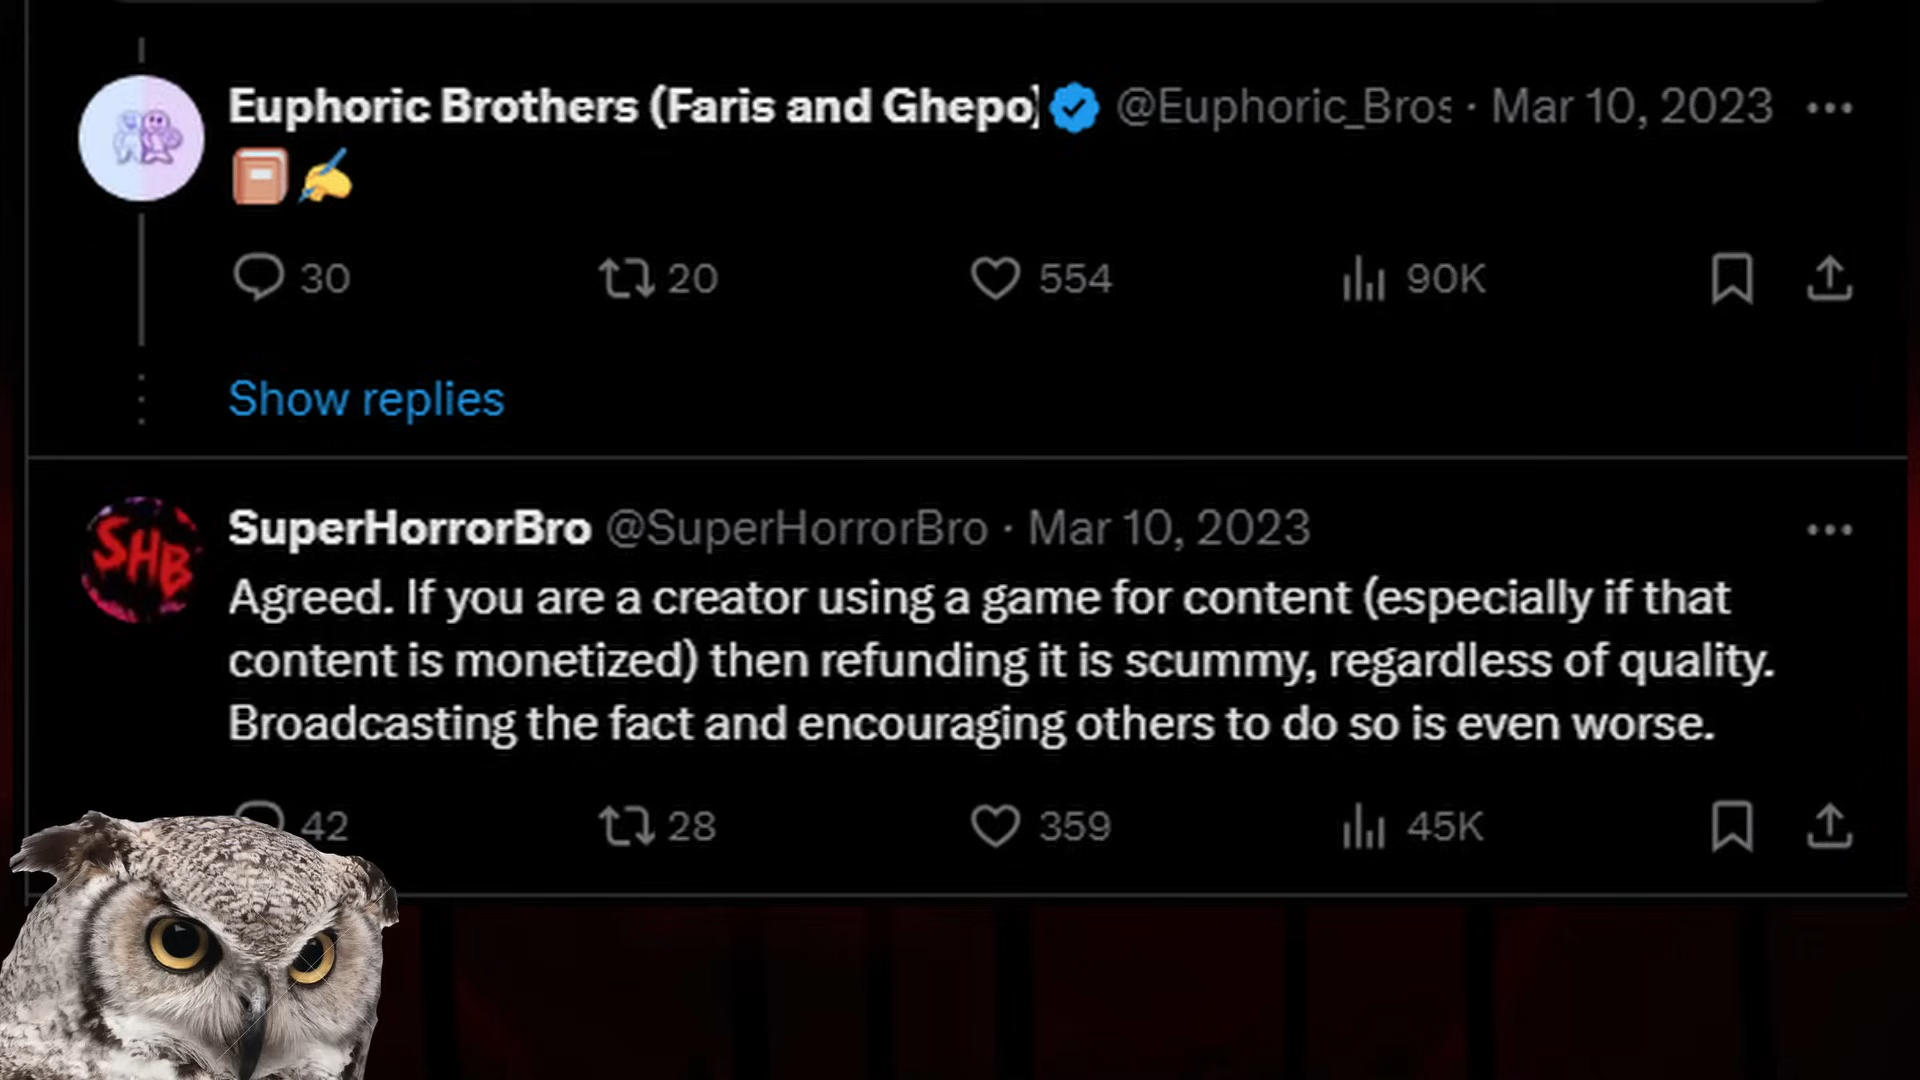 Euphoric Brothers (Faris and Ghepo) @Euphoric_Bros · Mar 10, 2023
30 20 554 90K
Show replies
SHB
SuperHorrorBro @SuperHorrorBro · Mar 10, 2023
Agreed. If you are a creator using a game for content (especially if that
content is monetized) then refunding it is scummy, regardless of quality.
Broadcasting the fact and encouraging others to do so is even worse.
42 28 359 45K